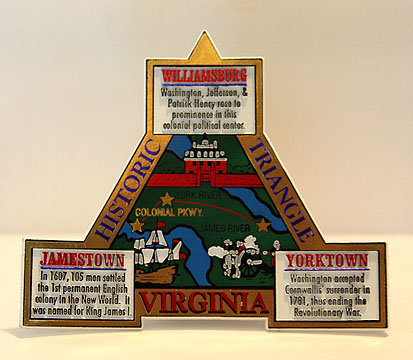 WILLIAMSBURG
Washington, Jefferson, &
Patrick Henry rose to
prominence in this
colonial political center.
HISTORIC
TRIANGLE
YORK RIVER
COLONIAL PKWY.
JAMES RIVER
JAMESTOWN
In 1607, 105 men settled
the 1st permanent English
colony in the New World. It
was named for King James I.
YORKTOWN
Washington accepted
Cornwallis' surrender in
1781, thus ending the
Revolutionary War.
VIRGINIA